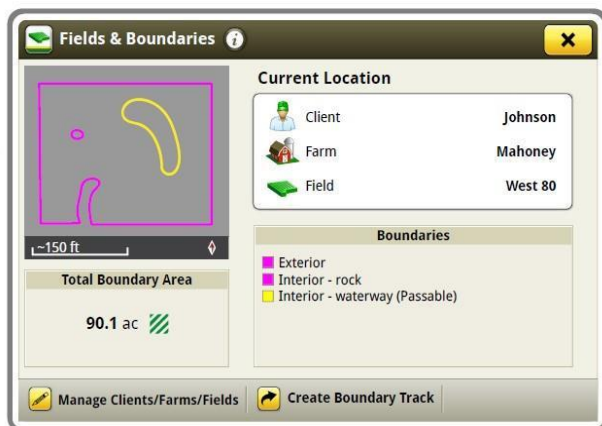 Fields & Boundaries i
Current Location
Client Johnson
Farm Mahoney
Field West 80
~150 ft
Boundaries
Exterior
Interior - rock
Interior - waterway (Passable)
Total Boundary Area
90.1 ac
Manage Clients/Farms/Fields
Create Boundary Track